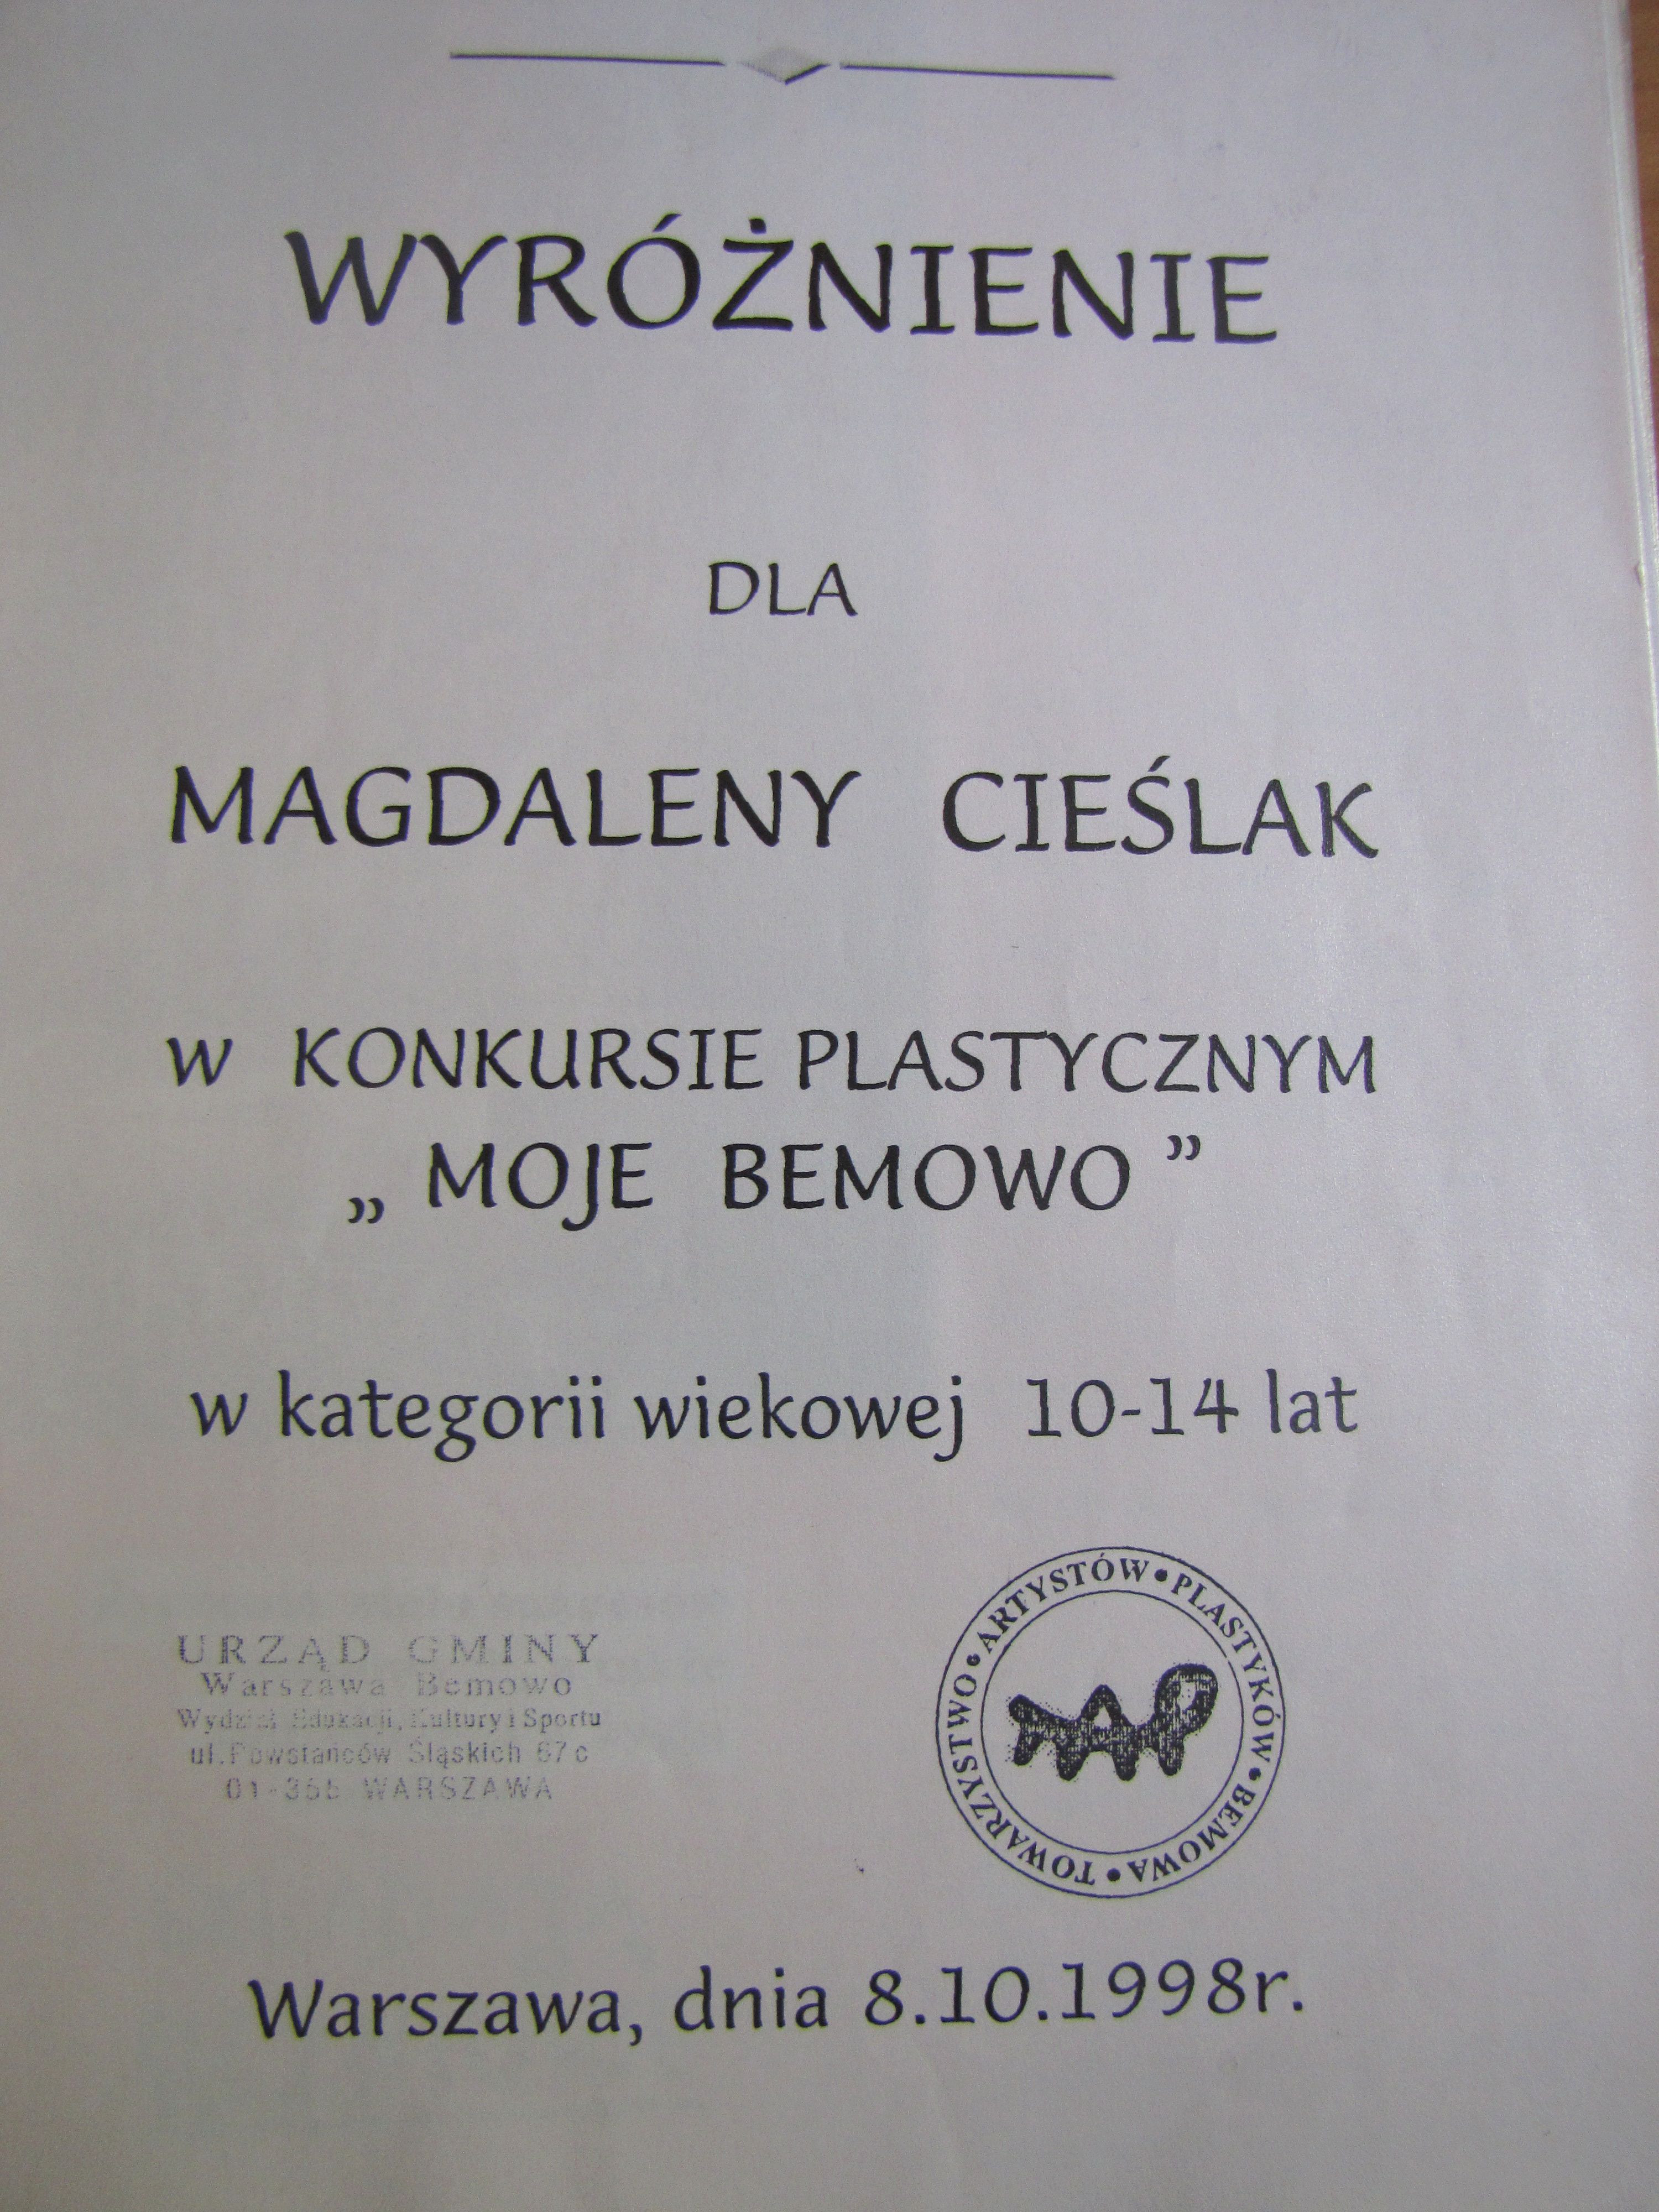 WYRÓŻNIENIE
DLA
MAGDALENY CIEŚLAK
w KONKURSIE PLASTYCZNYM
„ MOJE BEMOWO ”
w kategorii wiekowej 10-14 lat
URZĄD GMINY
Warszawa Bemowo
Wydział Edukacji, Kultury i Sportu
ul. Powstańców Śląskich 67 c
WARSZAWA
TOWARZYSTWO • ARTYSTÓW • PLASTYKÓW • BEMOWA •
Warszawa, dnia 8.10.1998r.